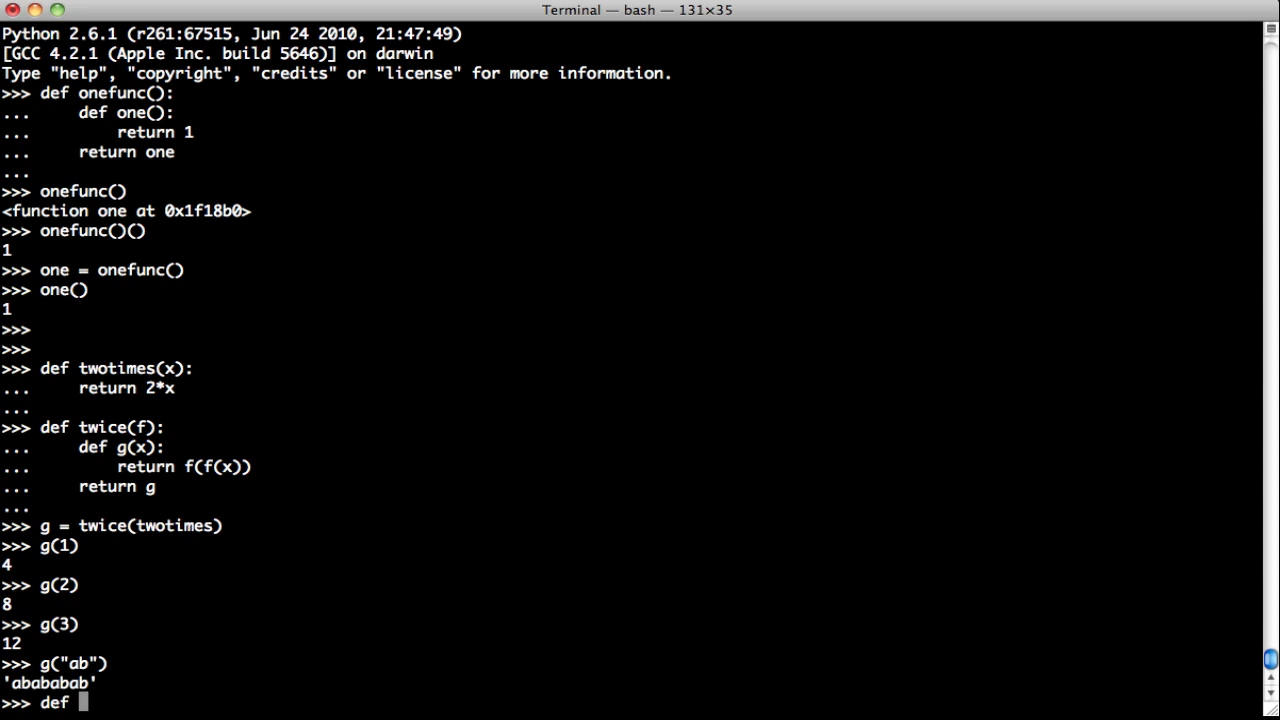 Terminal — bash — 131×35
Python 2.6.1 (r261:67515, Jun 24 2010, 21:47:49)
[GCC 4.2.1 (Apple Inc. build 5646)] on darwin
Type "help", "copyright", "credits" or "license" for more information.
>>> def onefunc():
...     def one():
...         return 1
...     return one
...
>>> onefunc()
<function one at 0x1f18b0>
>>> onefunc()()
1
>>> one = onefunc()
>>> one()
1
>>>
>>>
>>> def twotimes(x):
...     return 2*x
...
>>> def twice(f):
...     def g(x):
...         return f(f(x))
...     return g
...
>>> g = twice(twotimes)
>>> g(1)
4
>>> g(2)
8
>>> g(3)
12
>>> g("ab")
'abababab'
>>> def